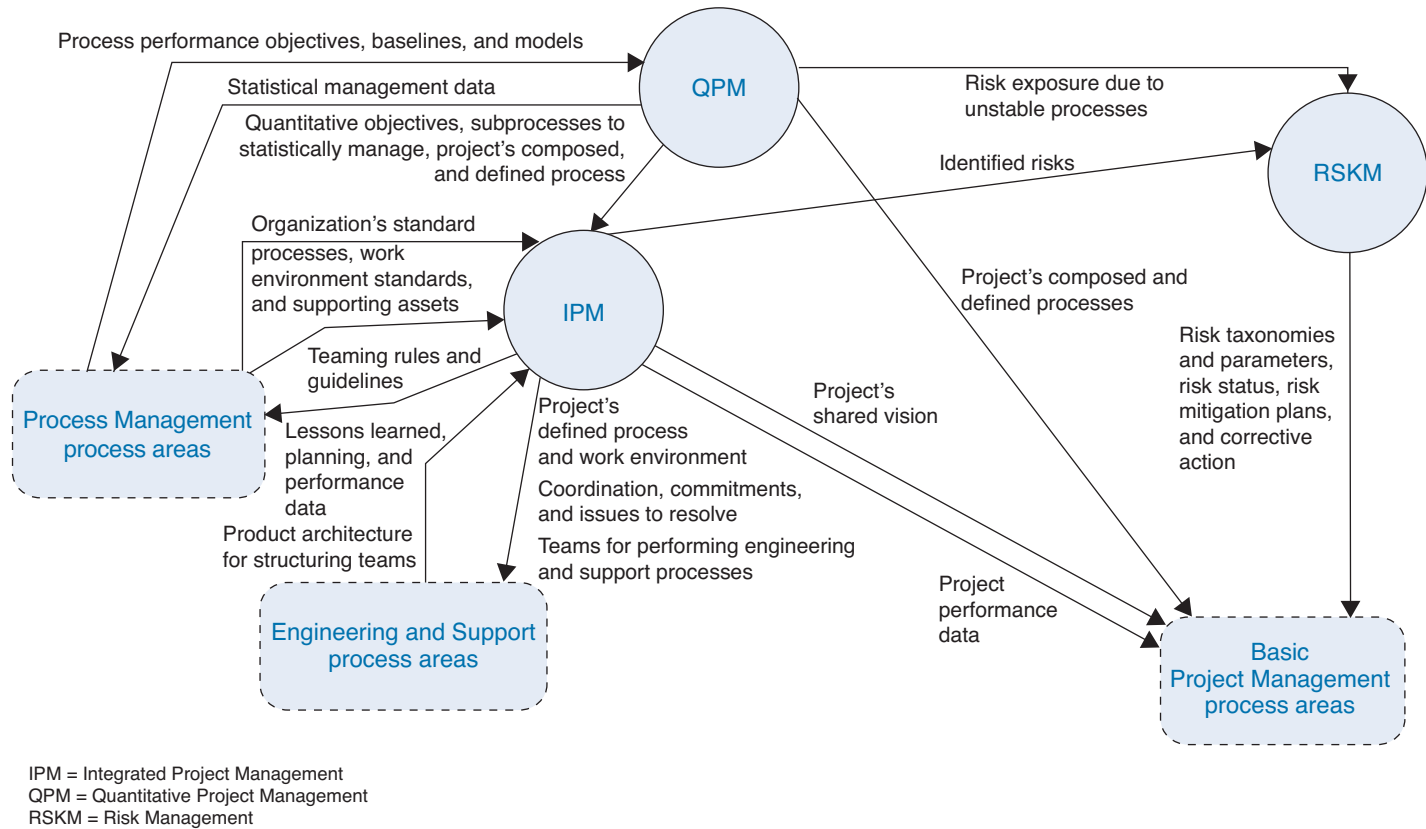 Process performance objectives, baselines, and models
QPM
Statistical management data
Risk exposure due to
unstable processes
Quantitative objectives, subprocesses to
statistically manage, project's composed,
and defined process
Identified risks
RSKM
Organization's standard
processes, work
environment standards,
and supporting assets
IPM
Project's composed and
defined processes
Risk taxonomies
and parameters,
risk status, risk
mitigation plans,
and corrective
action
Teaming rules and
guidelines
Project's
shared vision
Process Management
process areas
Lessons learned,
planning, and
performance
data
Project's
defined process
and work environment
Coordination, commitments,
and issues to resolve
Teams for performing engineering
and support processes
Product architecture
for structuring teams
Project
performance
data
Engineering and Support
process areas
Basic
Project Management
process areas
IPM = Integrated Project Management
QPM = Quantitative Project Management
RSKM = Risk Management